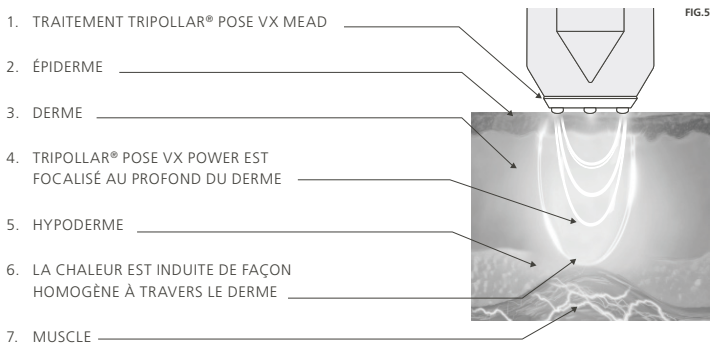 FIG.5
1. TRAITEMENT TRIPOLLAR® POSE VX MEAD
2. ÉPIDERME
3. DERME
4. TRIPOLLAR® POSE VX POWER EST
FOCALISÉ AU PROFOND DU DERME
5. HYPODERME
6. LA CHALEUR EST INDUITE DE FAÇON
HOMOGÈNE À TRAVERS LE DERME
7. MUSCLE